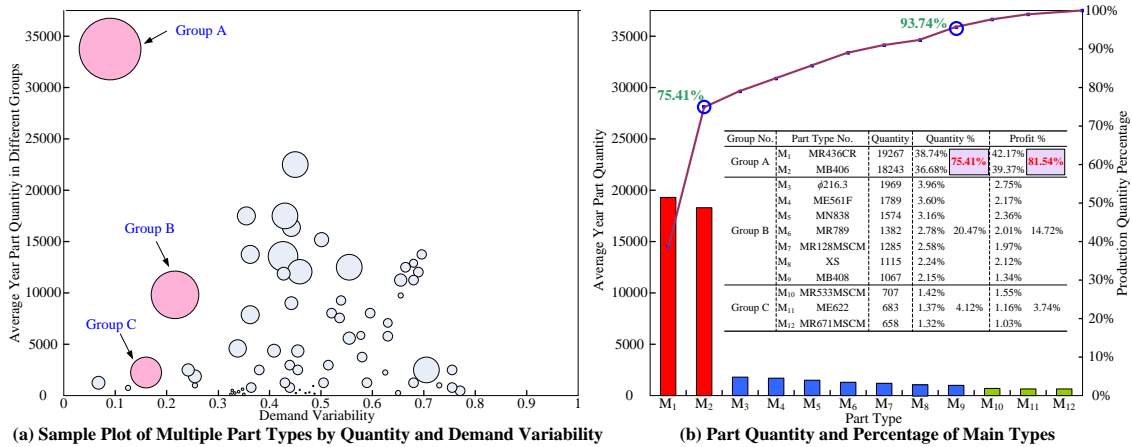 35000
30000
25000
20000
15000
10000
5000
0
Average Year Part Quantity in Different Groups
Group A
Group B
Group C
0 0.1 0.2 0.3 0.4 0.5 0.6 0.7 0.8 0.9 1
Demand Variability
(a) Sample Plot of Multiple Part Types by Quantity and Demand Variability
35000
30000
25000
20000
15000
10000
5000
0
Average Year Part Quantity
75.41%
93.74%
Group No. Part Type No. Quantity Quantity % Profit %
Group A M1 MR436CR 19267 38.74% 75.41% 42.17% 81.54%
M2 MB406 18243 36.68% 39.37%
M3 ϕ216.3 1969 3.96% 2.75%
M4 ME561F 1789 3.60% 2.17%
M5 MN838 1574 3.16% 2.36%
Group B M6 MR789 1382 2.78% 20.47% 2.01% 14.72%
M7 MR128MSCM 1285 2.58% 1.97%
M8 XS 1115 2.24% 2.12%
M9 MB408 1067 2.15% 1.34%
M10 MR533MSCM 707 1.42% 1.55%
Group C M11 ME622 683 1.37% 4.12% 1.16% 3.74%
M12 MR671MSCM 658 1.32% 1.03%
100%
90%
80%
70%
60%
50%
40%
30%
20%
10%
0%
Production Quantity Percentage
M1 M2 M3 M4 M5 M6 M7 M8 M9 M10 M11 M12
Part Type
(b) Part Quantity and Percentage of Main Types